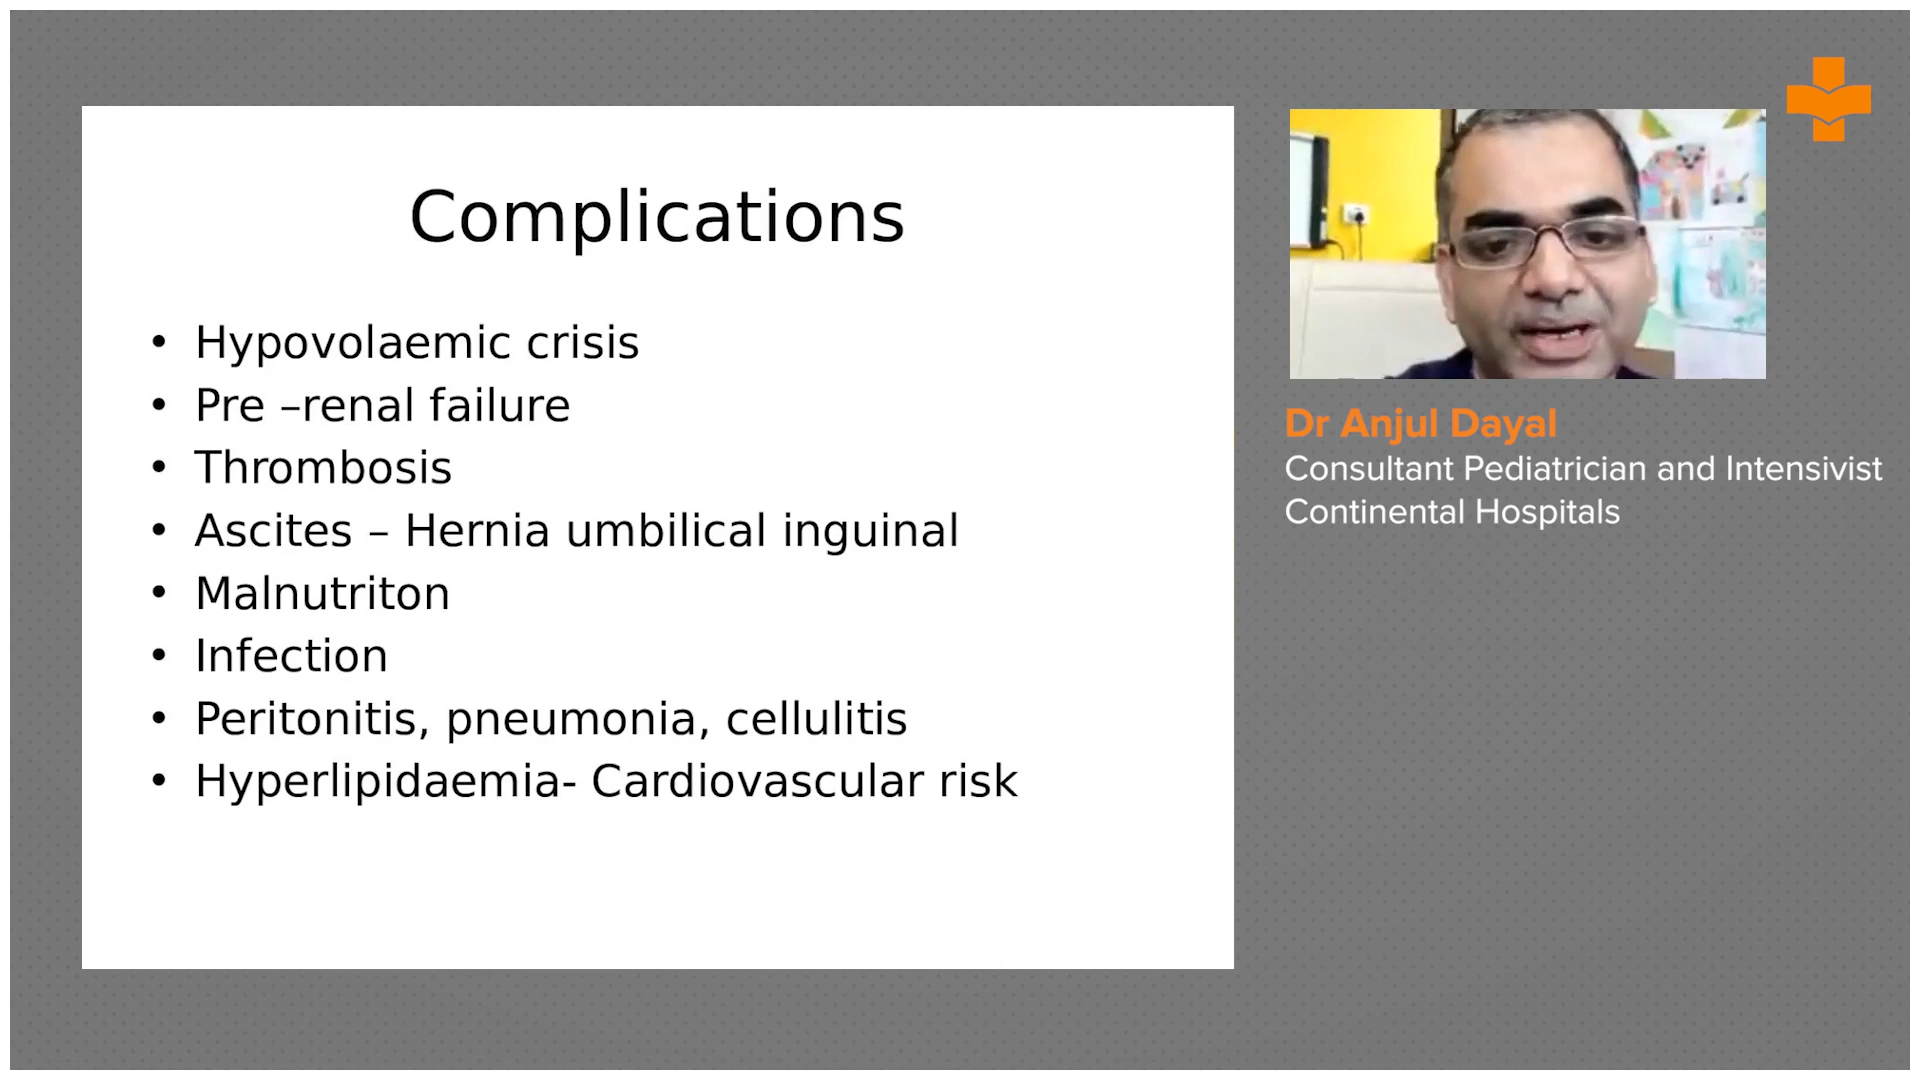 Complications
• Hypovolaemic crisis
• Pre –renal failure
• Thrombosis
• Ascites – Hernia umbilical inguinal
• Malnutriton
• Infection
• Peritonitis, pneumonia, cellulitis
• Hyperlipidaemia- Cardiovascular risk
Dr Anjul Dayal
Consultant Pediatrician and Intensivist
Continental Hospitals